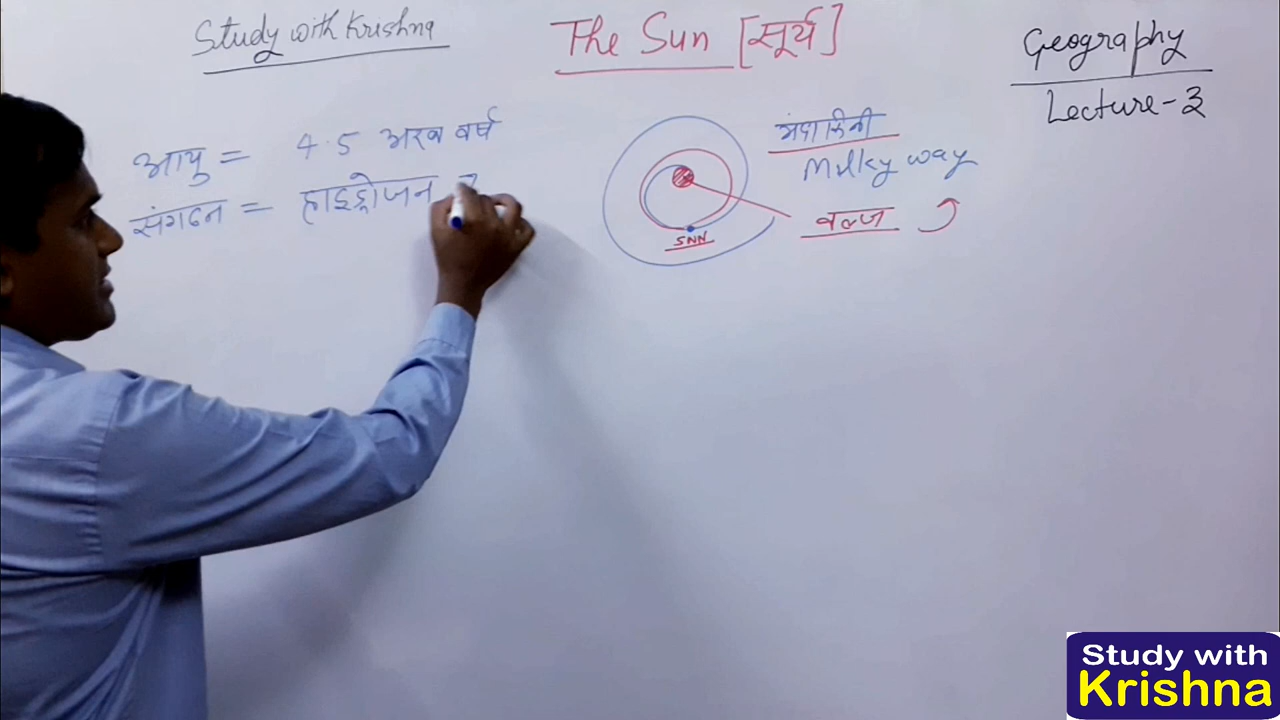 Study with Krishna
The Sun [सूर्य]
Geography
Lecture-3
आयु = 4.5 अरब वर्ष
संगठन = हाइड्रोजन
मंदाकिनी
Milky way
बल्ज
SNN
Study with
Krishna